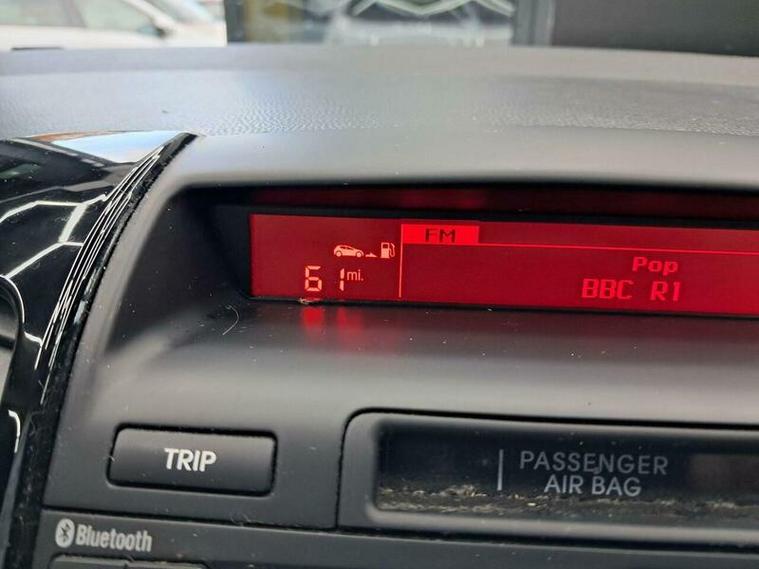 FM
61 mi.
Pop
BBC R1
TRIP
PASSENGER
AIR BAG
Bluetooth